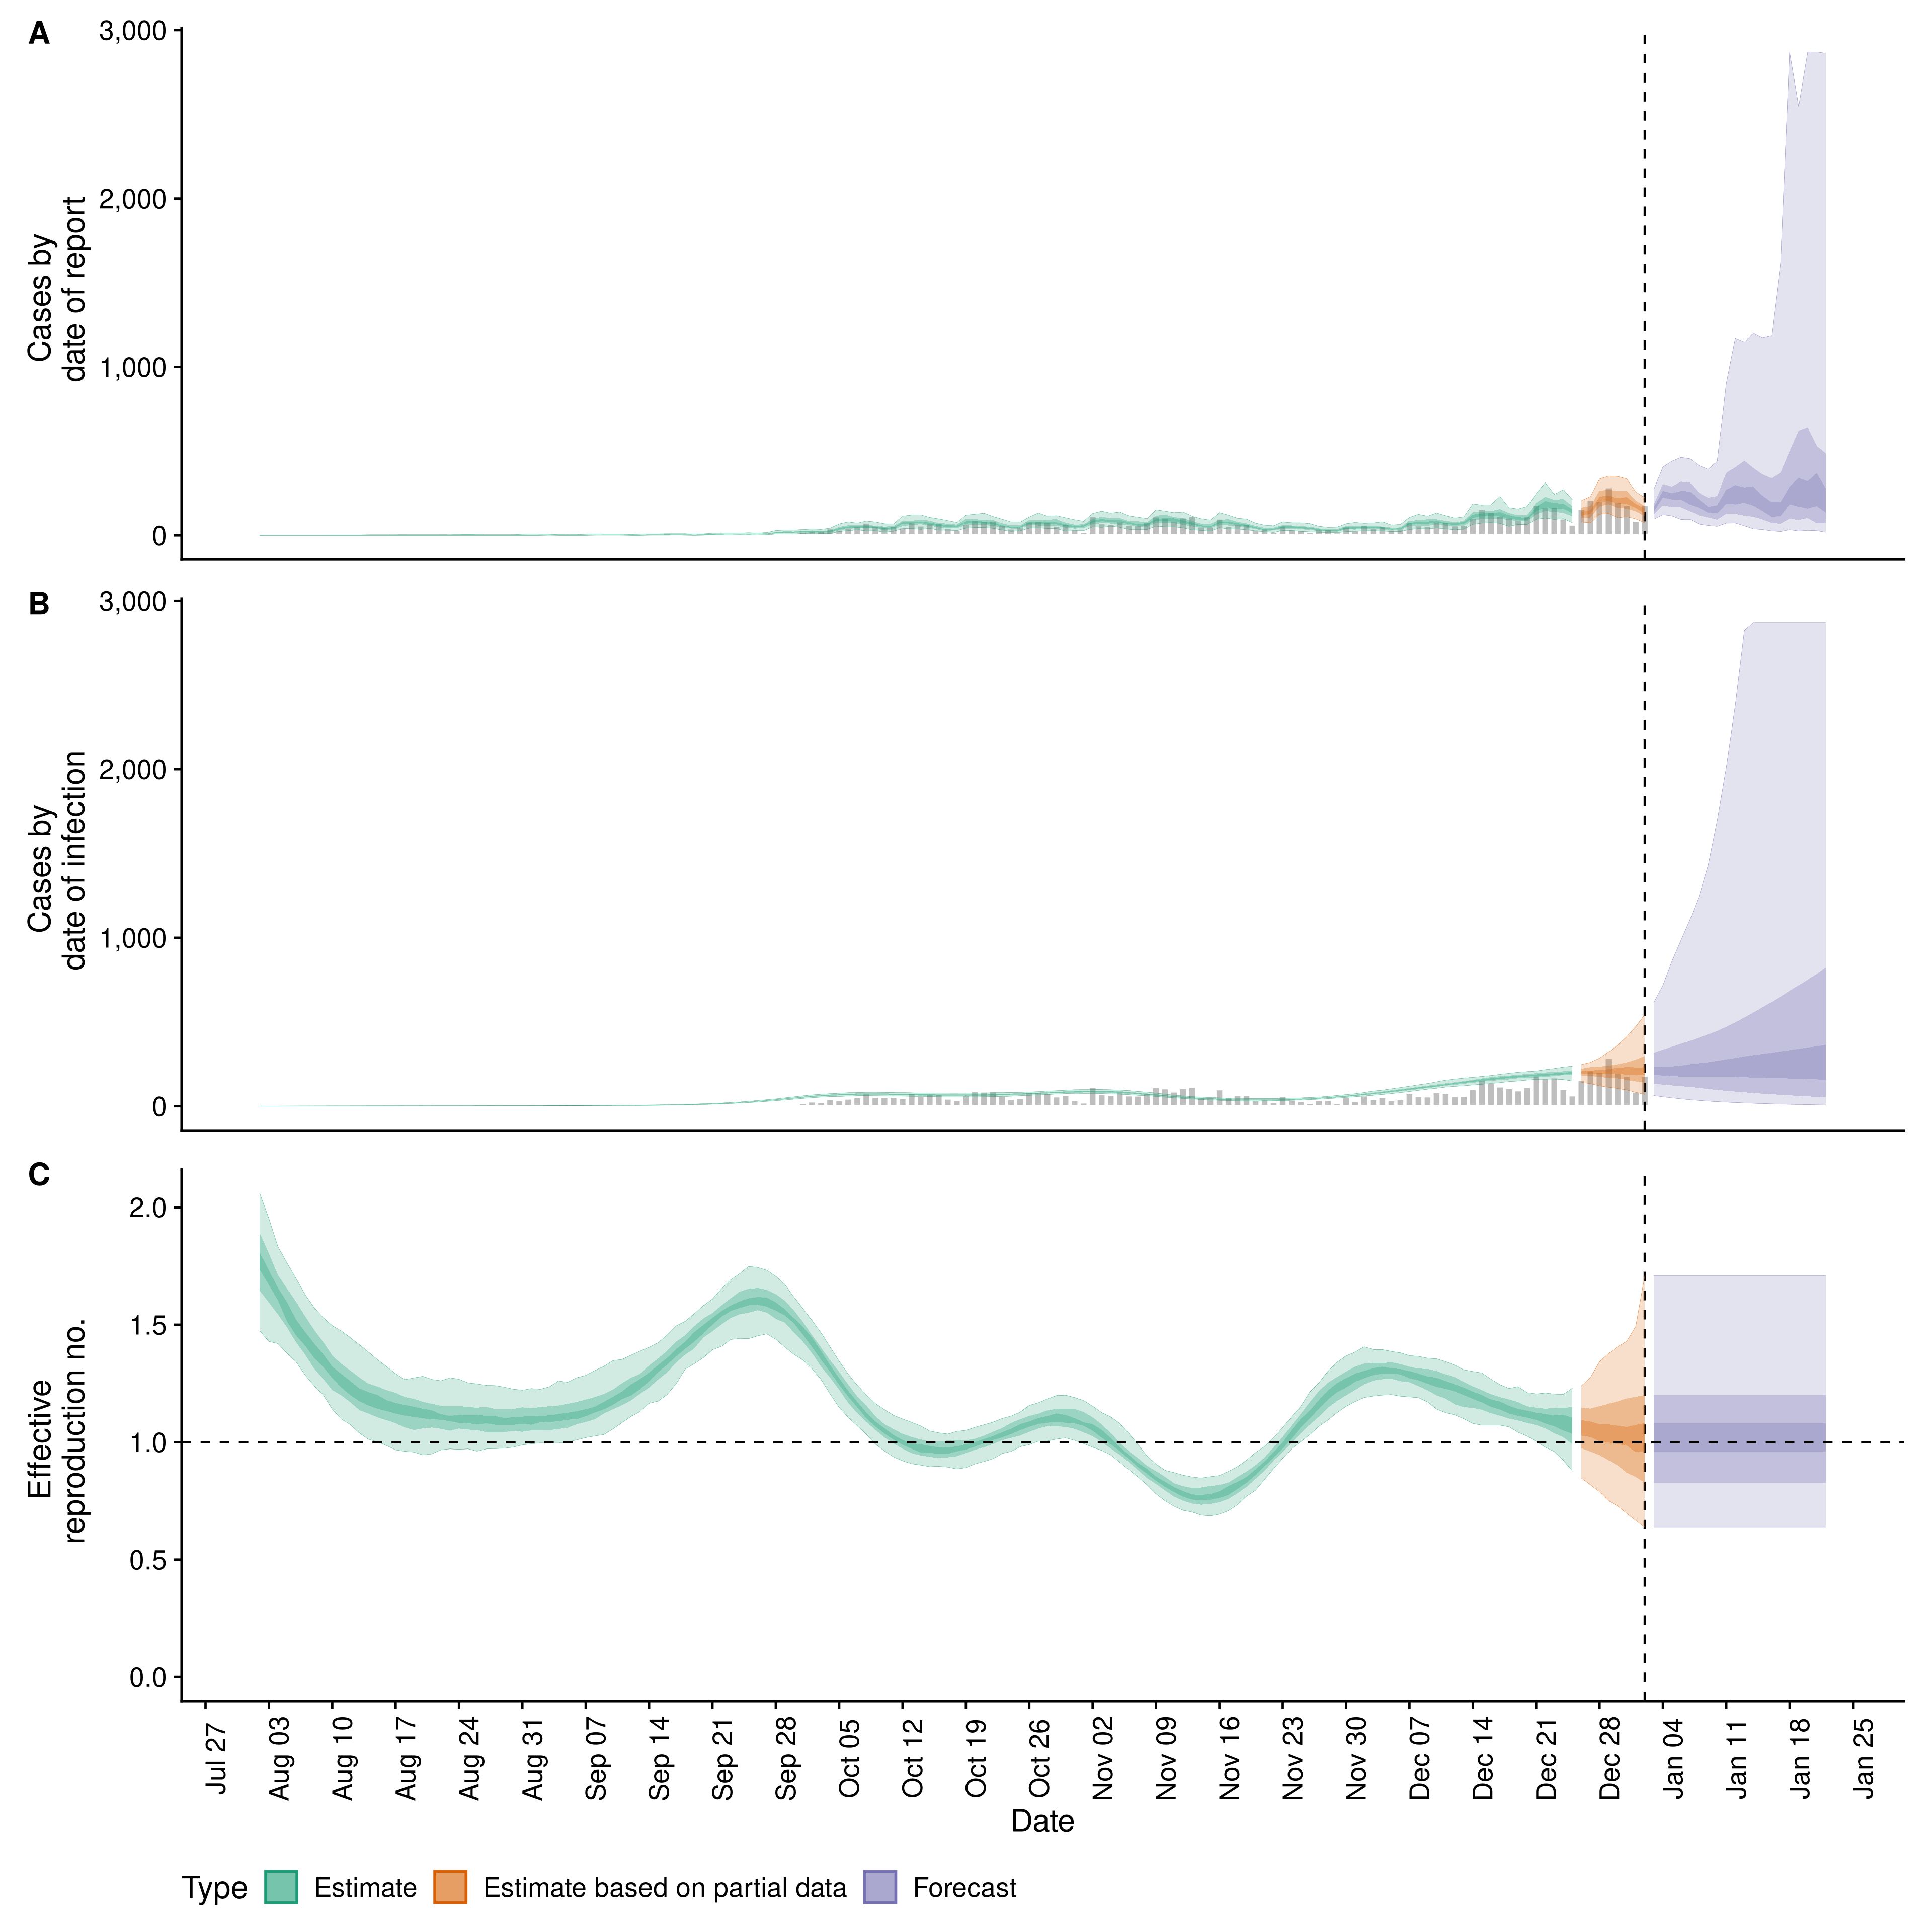 A
Cases by
date of report
3,000
2,000
1,000
0
B
Cases by
date of infection
3,000
2,000
1,000
0
C
Effective
reproduction no.
2.0
1.5
1.0
0.5
0.0
Jul 27
Aug 03
Aug 10
Aug 17
Aug 24
Aug 31
Sep 07
Sep 14
Sep 21
Sep 28
Oct 05
Oct 12
Oct 19
Oct 26
Nov 02
Nov 09
Nov 16
Nov 23
Nov 30
Dec 07
Dec 14
Dec 21
Dec 28
Jan 04
Jan 11
Jan 18
Jan 25
Date
Type Estimate Estimate based on partial data Forecast